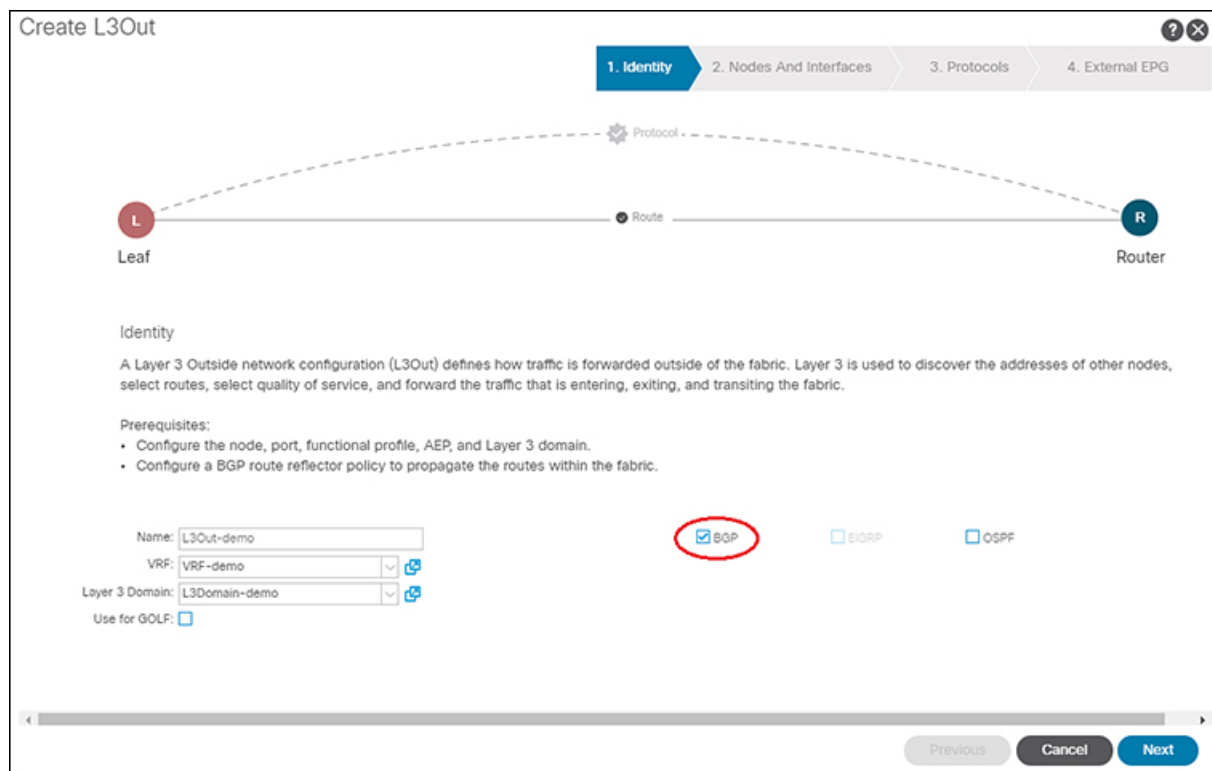 Create L3Out
?
1. Identity
2. Nodes And Interfaces
3. Protocols
4. External EPG
Protocol
L
Route
R
Leaf
Router
Identity
A Layer 3 Outside network configuration (L3Out) defines how traffic is forwarded outside of the fabric. Layer 3 is used to discover the addresses of other nodes,
select routes, select quality of service, and forward the traffic that is entering, exiting, and transiting the fabric.
Prerequisites:
• Configure the node, port, functional profile, AEP, and Layer 3 domain.
• Configure a BGP route reflector policy to propagate the routes within the fabric.
Name: L3Out-demo
BGP
EIGRP
OSPF
VRF: VRF-demo
Layer 3 Domain: L3Domain-demo
Use for GOLF:
Previous
Cancel
Next